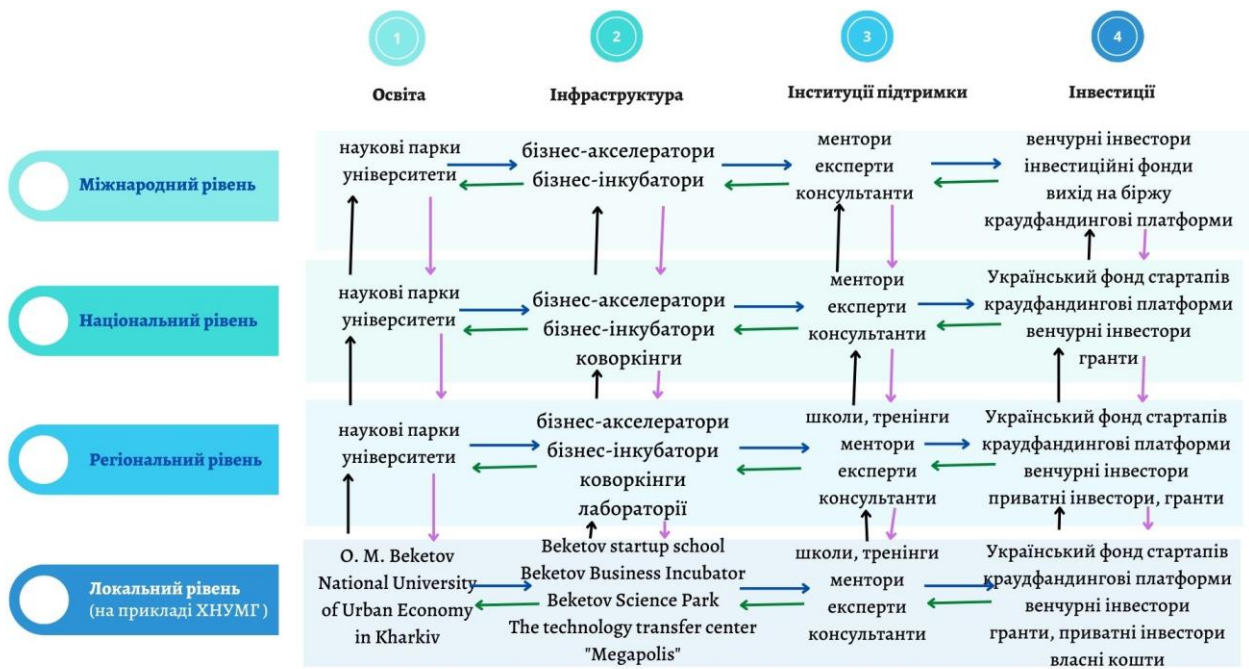 1
2
3
4
Освіта
Інфраструктура
Інституції підтримки
Інвестиції
Міжнародний рівень
наукові парки
університети
бізнес-акселератори
бізнес-інкубатори
ментори
експерти
консультанти
венчурні інвестори
інвестиційні фонди
вихід на біржу
краудфандингові платформи
Національний рівень
наукові парки
університети
бізнес-акселератори
бізнес-інкубатори
коворкінги
ментори
експерти
консультанти
Український фонд стартапів
краудфандингові платформи
венчурні інвестори
гранти
Регіональний рівень
наукові парки
університети
бізнес-акселератори
бізнес-інкубатори
коворкінги
лабораторії
школи, тренінги
ментори
експерти
консультанти
Український фонд стартапів
краудфандингові платформи
венчурні інвестори
приватні інвестори, гранти
Локальний рівень
(на прикладі ХНУМГ )
O. M. Beketov
National University
of Urban Economy
in Kharkiv
Beketov startup school
Beketov Business Incubator
Beketov Science Park
The technology transfer center
"Megapolis"
школи, тренінги
ментори
експерти
консультанти
Український фонд стартапів
краудфандингові платформи
венчурні інвестори
гранти, приватні інвестори
власні кошти